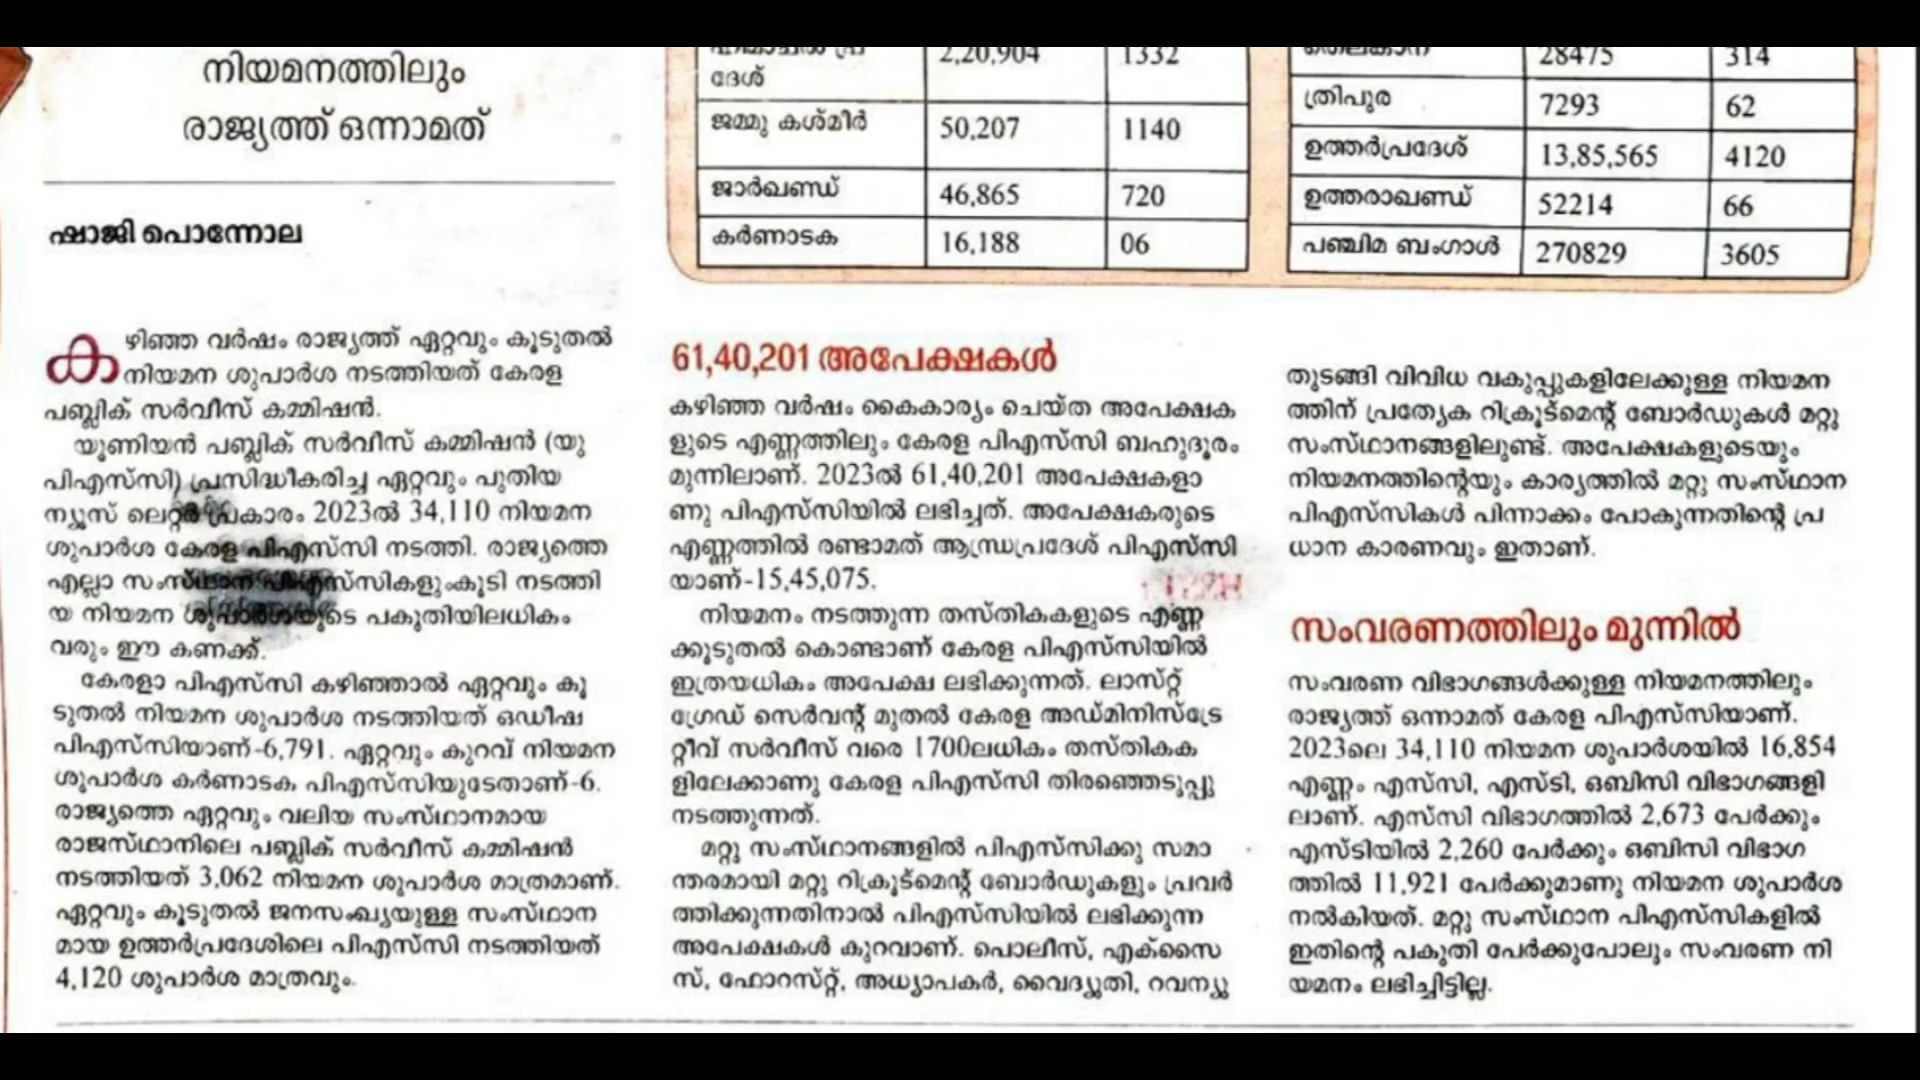 നിയമനത്തിലും
രാജ്യത്ത് ഒന്നാമത്
ഷാജി പൊന്നോല
കഴിഞ്ഞ വർഷം രാജ്യത്ത് ഏറ്റവും കൂടുതൽ
നിയമന ശുപാർശ നടത്തിയത് കേരള
പബ്ലിക് സർവീസ് കമ്മിഷൻ.
യൂണിയൻ പബ്ലിക് സർവീസ് കമ്മിഷൻ (യു
പിഎസ്‌സി) പ്രസിദ്ധീകരിച്ച ഏറ്റവും പുതിയ
ന്യൂസ് ലെറ്റർ പ്രകാരം 2023ൽ 34,110 നിയമന
ശുപാർശ കേരള പിഎസ്‌സി നടത്തി. രാജ്യത്തെ
എല്ലാ സംസ്ഥാന പിഎസ്‌സികളുംകൂടി നടത്തി
യ നിയമന ശുപാർശയുടെ പകുതിയിലധികം
വരും ഈ കണക്ക്.
കേരളാ പിഎസ്‌സി കഴിഞ്ഞാൽ ഏറ്റവും കൂ
ടുതൽ നിയമന ശുപാർശ നടത്തിയത് ഒഡീഷ
പിഎസ്‌സിയാണ്-6,791. ഏറ്റവും കുറവ് നിയമന
ശുപാർശ കർണാടക പിഎസ്‌സിയുടേതാണ്-6.
രാജ്യത്തെ ഏറ്റവും വലിയ സംസ്ഥാനമായ
രാജസ്ഥാനിലെ പബ്ലിക് സർവീസ് കമ്മിഷൻ
നടത്തിയത് 3,062 നിയമന ശുപാർശ മാത്രമാണ്.
ഏറ്റവും കൂടുതൽ ജനസംഖ്യയുള്ള സംസ്ഥാന
മായ ഉത്തർപ്രദേശിലെ പിഎസ്‌സി നടത്തിയത്
4,120 ശുപാർശ മാത്രവും.
ഹിമാചൽ പ്ര 2,20,904 1332
ദേശ്
ജമ്മു കശ്മീർ 50,207 1140
ജാർഖണ്ഡ് 46,865 720
കർണാടക 16,188 06
തെലങ്കാന 28475 314
ത്രിപുര 7293 62
ഉത്തർപ്രദേശ് 13,85,565 4120
ഉത്തരാഖണ്ഡ് 52214 66
പഞ്ചിമ ബംഗാൾ 270829 3605
61,40,201 അപേക്ഷകൾ
കഴിഞ്ഞ വർഷം കൈകാര്യം ചെയ്ത അപേക്ഷക
ളുടെ എണ്ണത്തിലും കേരള പിഎസ്‌സി ബഹുദൂരം
മുന്നിലാണ്. 2023ൽ 61,40,201 അപേക്ഷകളാ
ണു പിഎസ്‌സിയിൽ ലഭിച്ചത്. അപേക്ഷകരുടെ
എണ്ണത്തിൽ രണ്ടാമത് ആന്ധ്രപ്രദേശ് പിഎസ്‌സി
യാണ്-15,45,075.
നിയമനം നടത്തുന്ന തസ്തികകളുടെ എണ്ണ
ക്കൂടുതൽ കൊണ്ടാണ് കേരള പിഎസ്‌സിയിൽ
ഇത്രയധികം അപേക്ഷ ലഭിക്കുന്നത്. ലാസ്റ്റ്
ഗ്രേഡ് സെർവന്റ് മുതൽ കേരള അഡ്മിനിസ്ട്രേ
റ്റീവ് സർവീസ് വരെ 1700ലധികം തസ്തികക
ളിലേക്കാണു കേരള പിഎസ്‌സി തിരഞ്ഞെടുപ്പു
നടത്തുന്നത്.
മറ്റു സംസ്ഥാനങ്ങളിൽ പിഎസ്‌സിക്കു സമാ
ന്തരമായി മറ്റു റിക്രൂട്മെന്റ് ബോർഡുകളും പ്രവർ
ത്തിക്കുന്നതിനാൽ പിഎസ്‌സിയിൽ ലഭിക്കുന്ന
അപേക്ഷകൾ കുറവാണ്. പൊലീസ്, എക്സൈ
സ്, ഫോറസ്റ്റ്, അധ്യാപകർ, വൈദ്യുതി, റവന്യു
തുടങ്ങി വിവിധ വകുപ്പുകളിലേക്കുള്ള നിയമന
ത്തിന് പ്രത്യേക റിക്രൂട്മെന്റ് ബോർഡുകൾ മറ്റു
സംസ്ഥാനങ്ങളിലുണ്ട്. അപേക്ഷകളുടെയും
നിയമനത്തിന്റെയും കാര്യത്തിൽ മറ്റു സംസ്ഥാന
പിഎസ്‌സികൾ പിന്നാക്കം പോകുന്നതിന്റെ പ്ര
ധാന കാരണവും ഇതാണ്.
സംവരണത്തിലും മുന്നിൽ
സംവരണ വിഭാഗങ്ങൾക്കുള്ള നിയമനത്തിലും
രാജ്യത്ത് ഒന്നാമത് കേരള പിഎസ്‌സിയാണ്.
2023ലെ 34,110 നിയമന ശുപാർശയിൽ 16,854
എണ്ണം എസ്‌സി, എസ്ടി, ഒബിസി വിഭാഗങ്ങളി
ലാണ്. എസ്‌സി വിഭാഗത്തിൽ 2,673 പേർക്കും
എസ്ടിയിൽ 2,260 പേർക്കും ഒബിസി വിഭാഗ
ത്തിൽ 11,921 പേർക്കുമാണു നിയമന ശുപാർശ
നൽകിയത്. മറ്റു സംസ്ഥാന പിഎസ്‌സികളിൽ
ഇതിന്റെ പകുതി പേർക്കുപോലും സംവരണ നി
യമനം ലഭിച്ചിട്ടില്ല.